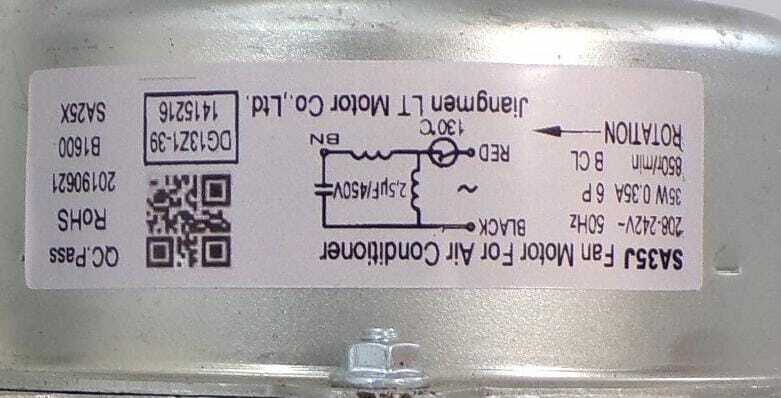 SA35J Fan Motor For Air Conditioner
208-242V~ 50Hz
35W 0.35A 6 P
850r/min B CL
ROTATION
BLACK
~
2,5µF/450V
RED
130℃
BN
Jiangmen LT Motor Co.,Ltd.
QC.Pass
RoHS
20190621
B1600
SA25X
DG13Z1-39
1415216